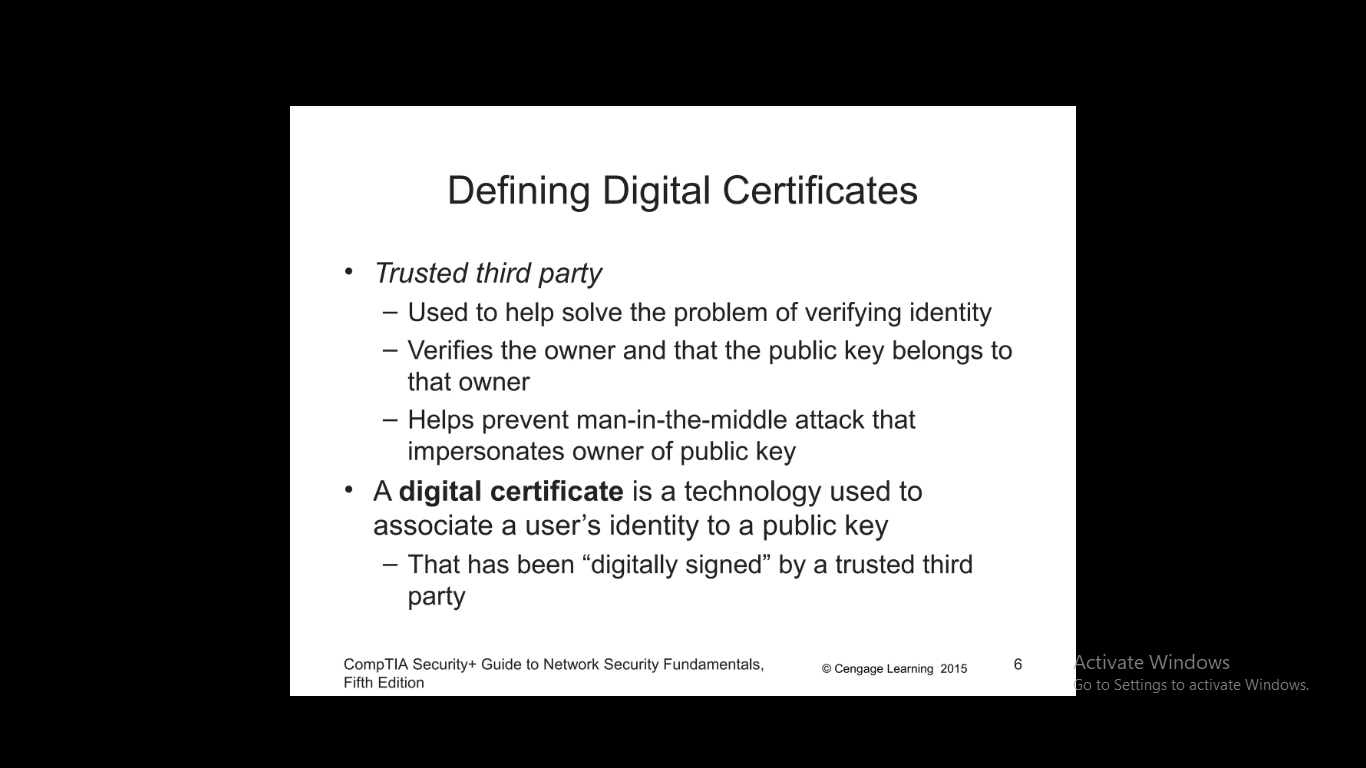 Defining Digital Certificates
• Trusted third party
– Used to help solve the problem of verifying identity
– Verifies the owner and that the public key belongs to
that owner
– Helps prevent man-in-the-middle attack that
impersonates owner of public key
• A digital certificate is a technology used to
associate a user’s identity to a public key
– That has been “digitally signed” by a trusted third
party
CompTIA Security+ Guide to Network Security Fundamentals,
Fifth Edition
© Cengage Learning 2015
6
Activate Windows
Go to Settings to activate Windows.